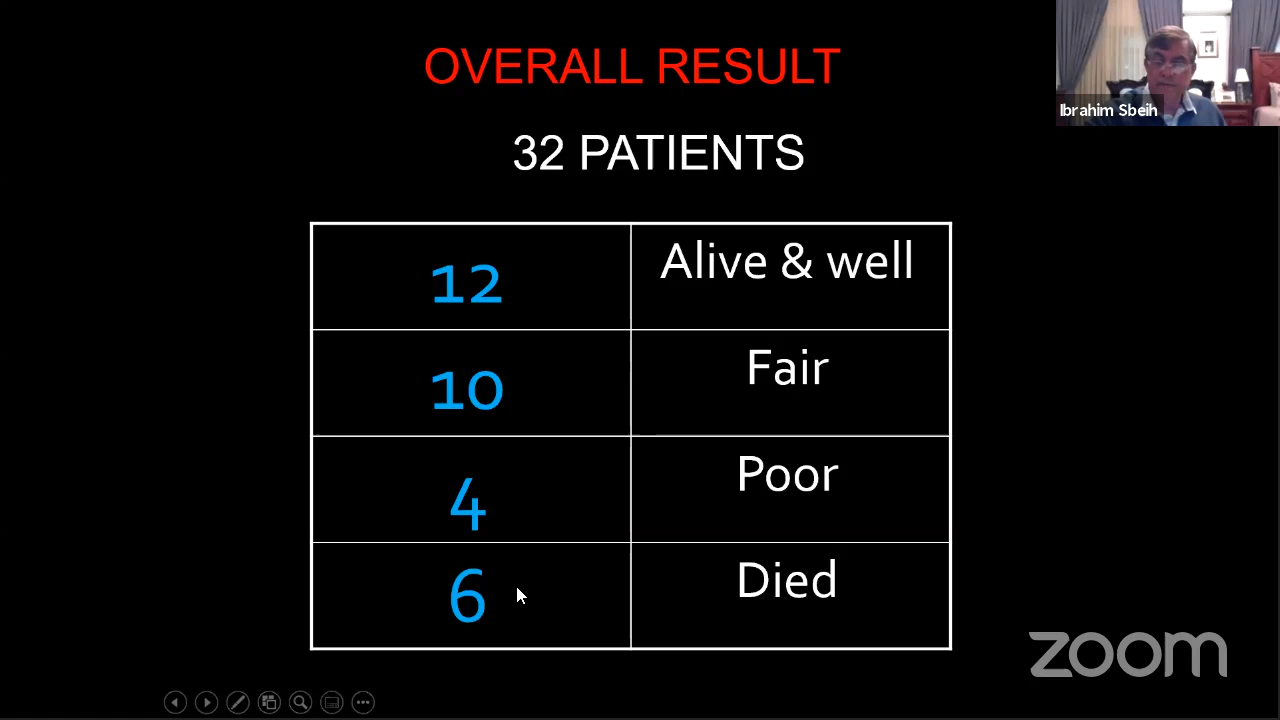 OVERALL RESULT
Ibrahim Sbeih
32 PATIENTS
12 Alive & well
10 Fair
4 Poor
6 Died
zoom